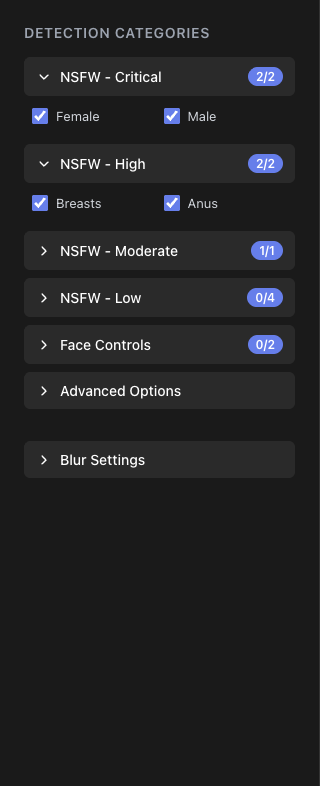 DETECTION CATEGORIES
NSFW - Critical 2/2
Female Male
NSFW - High 2/2
Breasts Anus
NSFW - Moderate 1/1
NSFW - Low 0/4
Face Controls 0/2
Advanced Options
Blur Settings